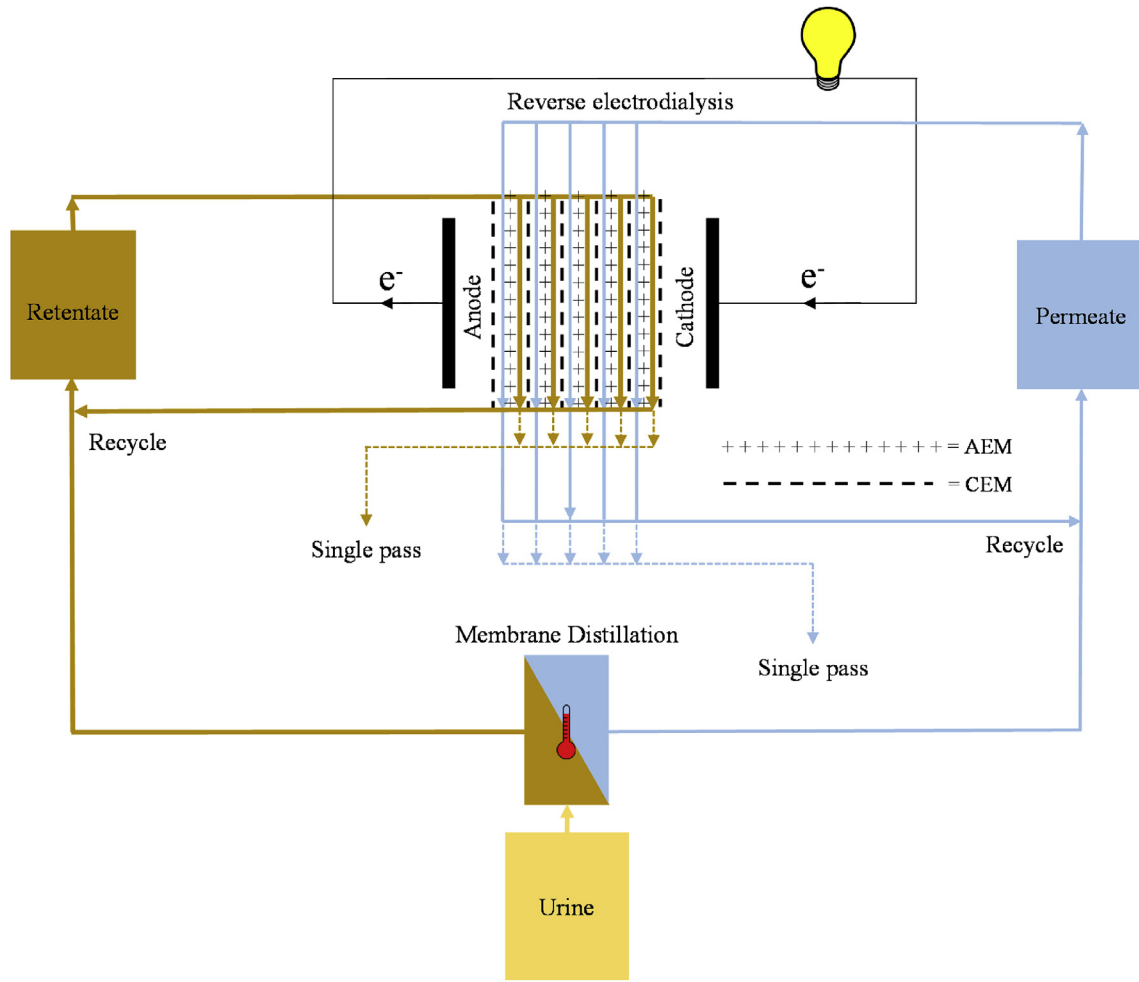 Reverse electrodialysis
e-
Anode
Cathode
e-
Retentate
Permeate
Recycle
+ + + + + + + + + + + + + = AEM
= CEM
Single pass
Recycle
Membrane Distillation
Single pass
Urine